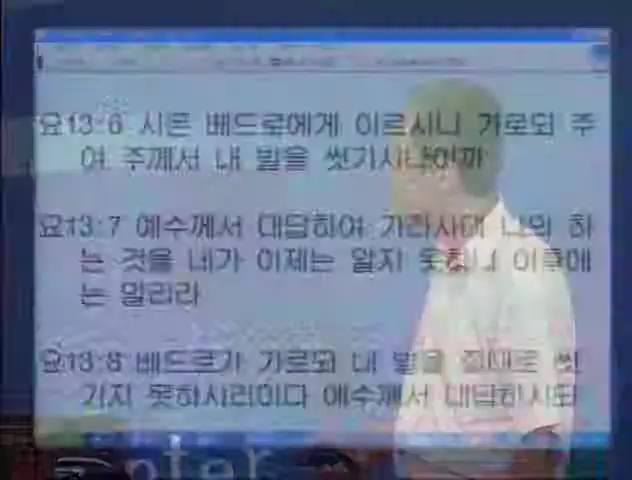 요13:6 시몬 베드로에게 이르시니 가로되 주
여 주께서 내 발을 씻기시나이까
요13:7 예수께서 대답하여 가라사대 나의 하
는 것을 네가 이제는 알지 못하나 이후에
는 알리라
요13:8 베드로가 가로되 내 발을 절대로 씻
기지 못하시리이다 예수께서 대답하시되
nter